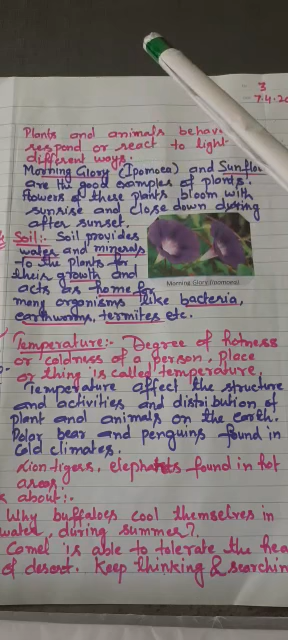 3
7.4.20
Plants and animals behav
respond or react to light
different ways.
Morning Glory (Ipomoea) and Sunflow
are the good examples of plants.
flowers of these plants bloom with
sunrise and close down during
after sunset.
Soil:- Soil provides
water and minerals
to the plants for
their growth and
acts as home for
Morning Glory (Ipomoea)
many organisms like bacteria,
earthworms, termites etc.
Temperature:- Degree of hotness
or coldness of a person, Place
or thing is called temperature.
Temperature affect the structure
and activities and distribution of
plant and animals on the earth.
Polar bear and penguins found in
Cold climates.
Lion tigers, elephants found in hot
areas.
about:-
Why buffaloes cool themselves in
water, during summer?
Camel is able to tolerate the hea
of desert. Keep thinking & searchin